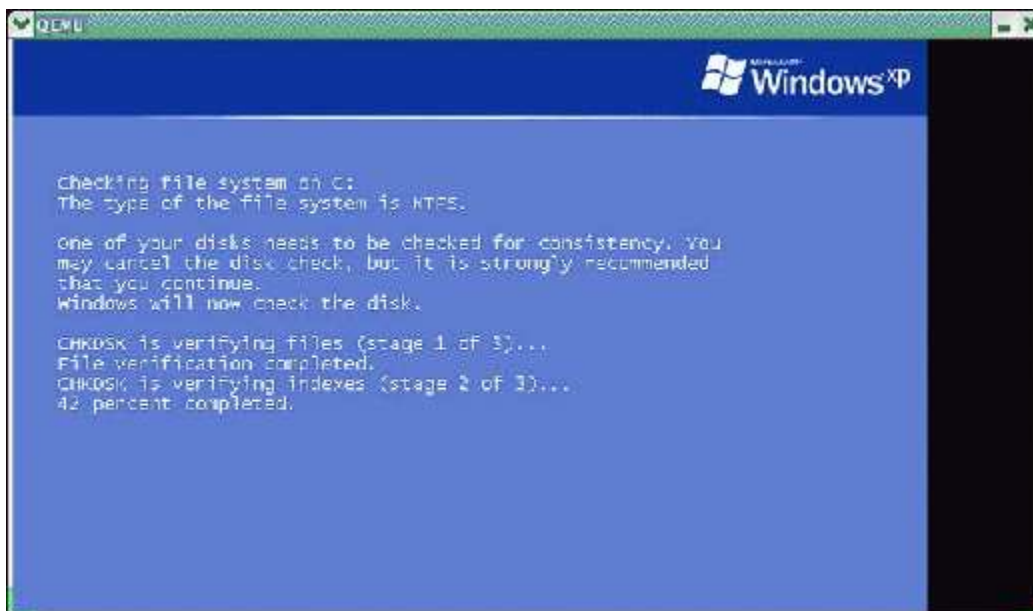 QEMU
Microsoft
Windows xp
Checking file system on C:
The type of the file system is NTFS.
One of your disks needs to be checked for consistency. You
may cancel the disk check, but it is strongly recommended
that you continue.
Windows will now check the disk.
CHKDSK is verifying files (stage 1 of 3)...
File verification completed.
CHKDSK is verifying indexes (stage 2 of 3)...
42 percent completed.